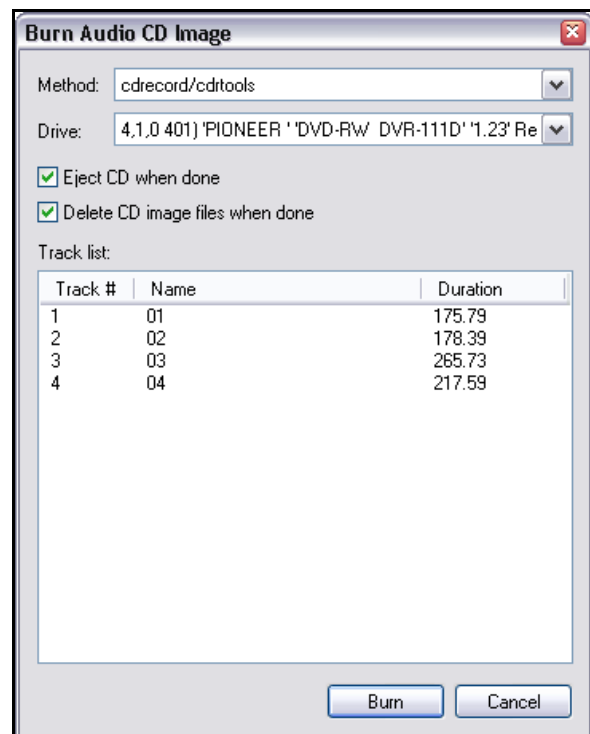 Burn Audio CD Image
Method: cdrecord/cdrtools
Drive: 4,1,0 401) 'PIONEER ' 'DVD-RW DVR-111D' '1.23' Re
Eject CD when done
Delete CD image files when done
Track list:
Track # Name Duration
1 01 175.79
2 02 178.39
3 03 265.73
4 04 217.59
Burn Cancel